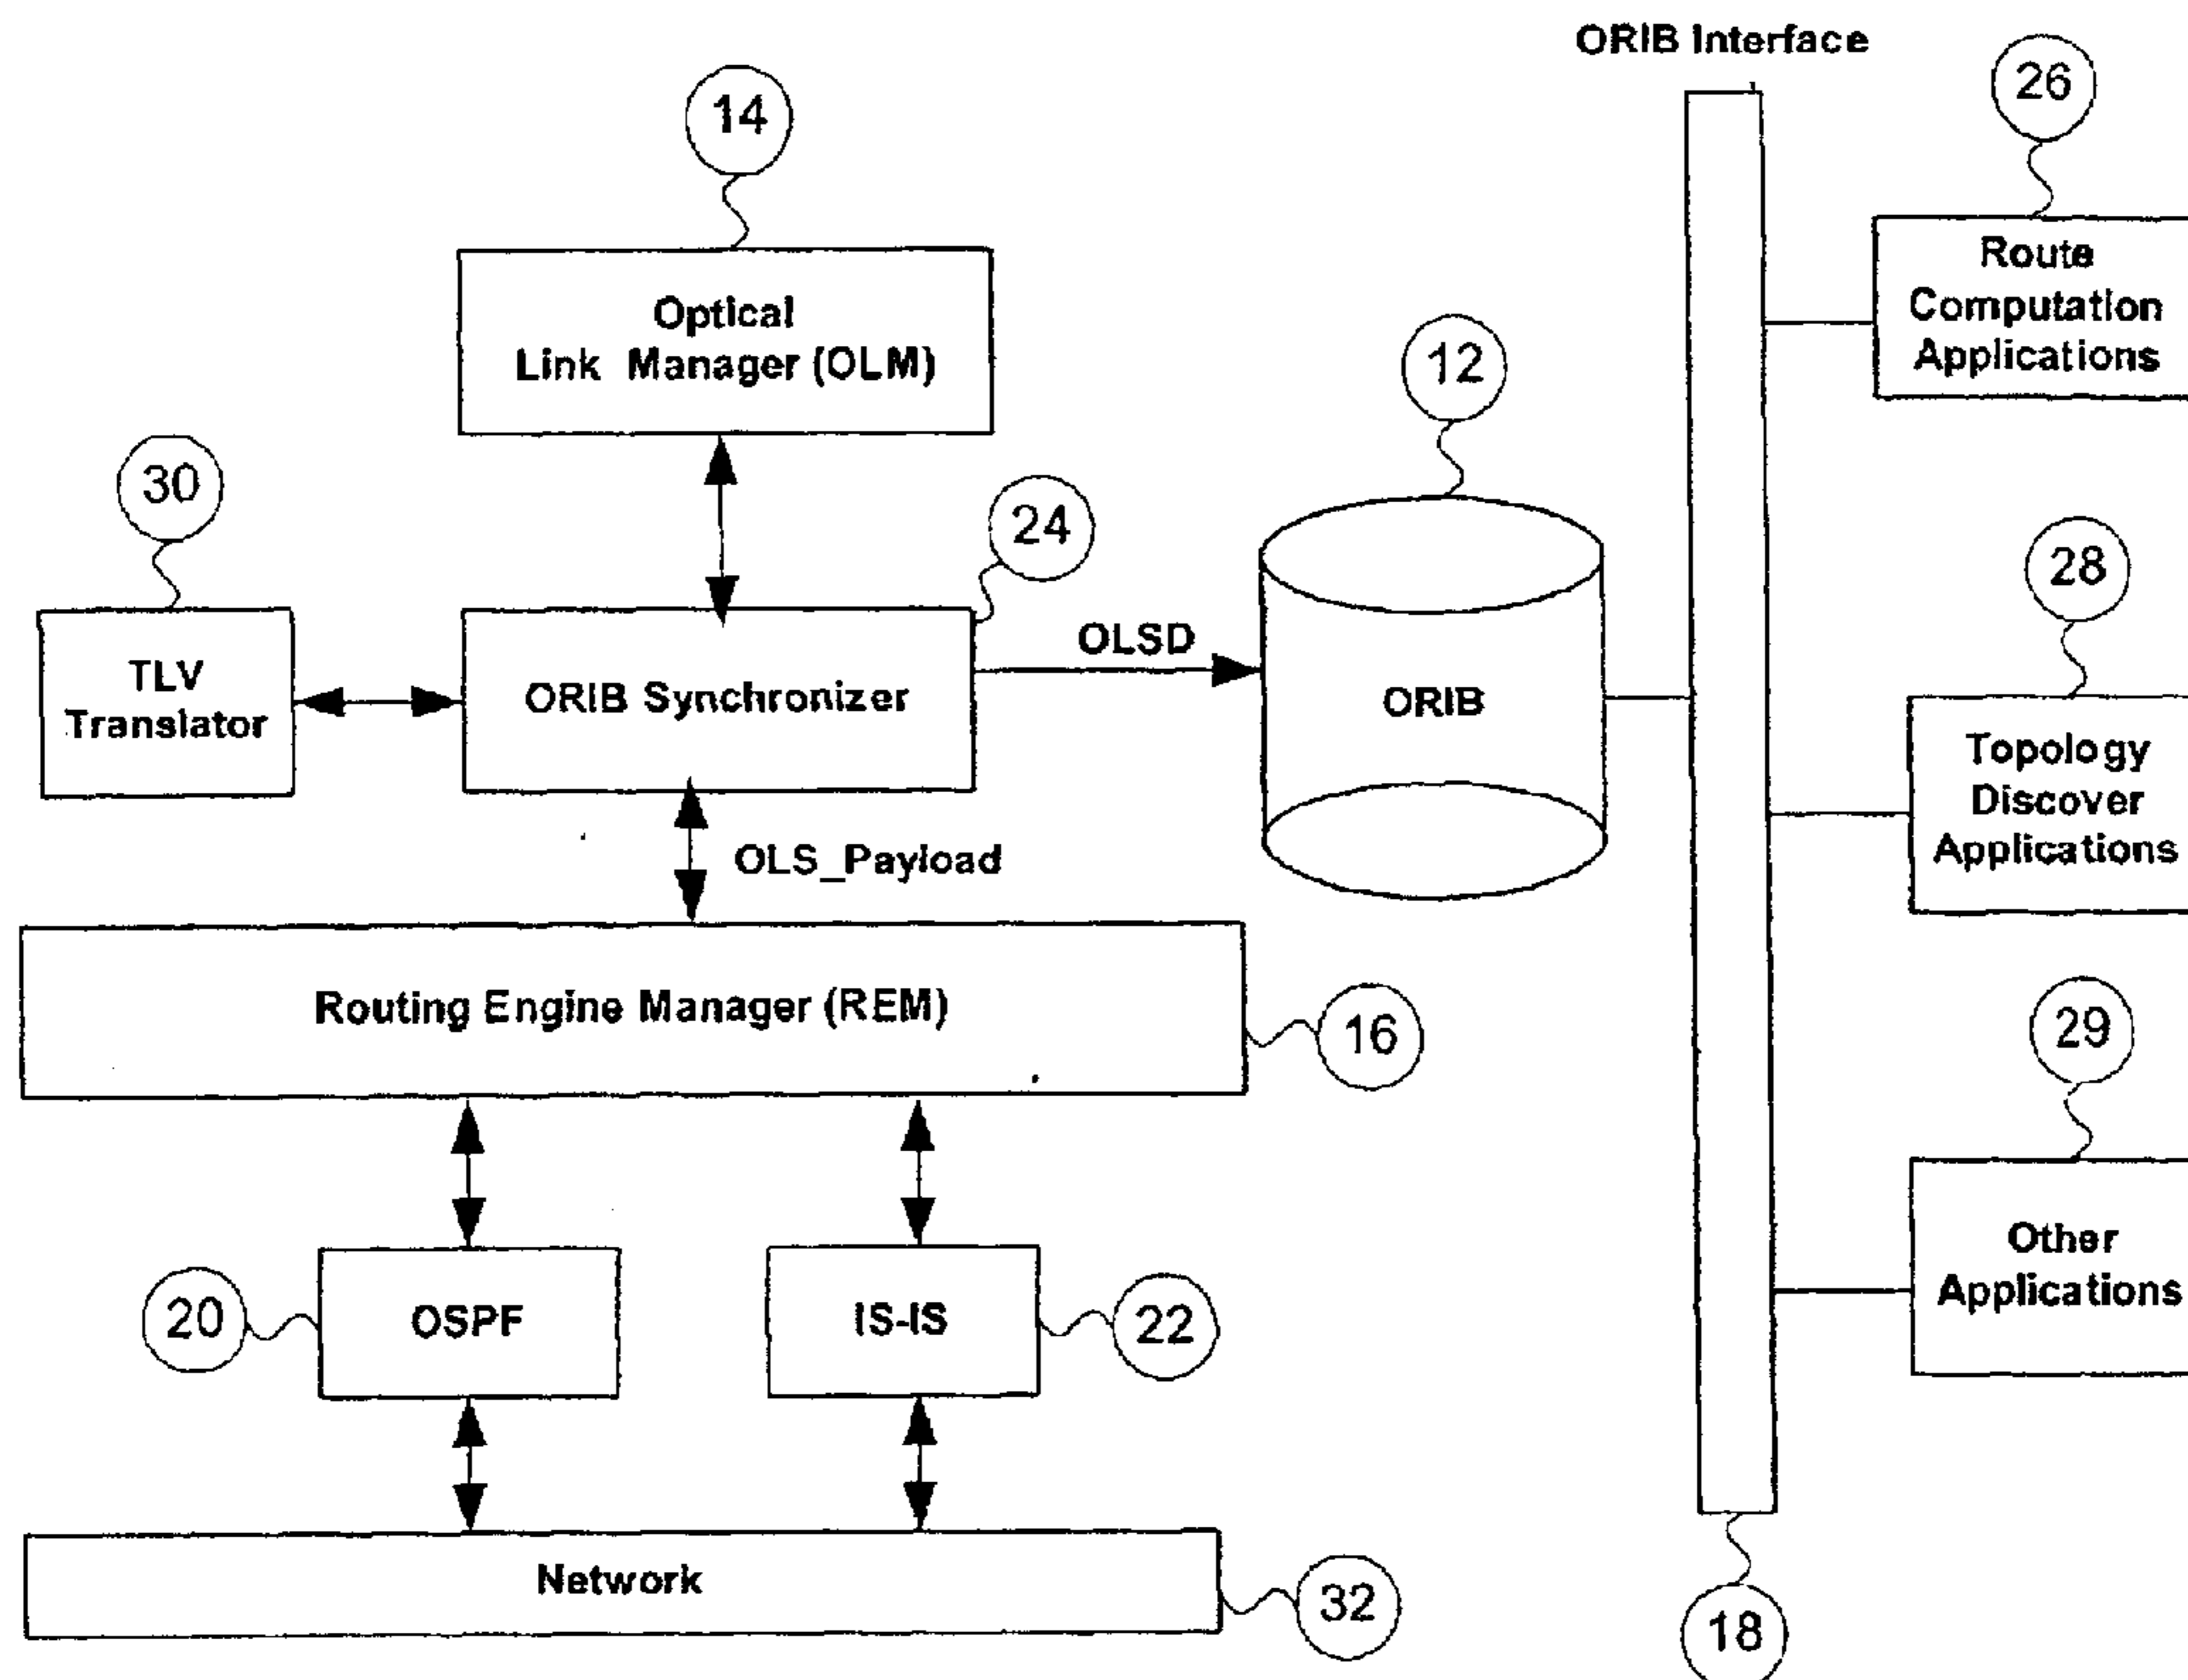 ORIB Interface
14
26
Optical
Link Manager (OLM)
Route
Computation
Applications
12
30
24
28
TLV
Translator
ORIB Synchronizer
OLSD
ORIB
Topology
Discover
Applications
OLS_Payload
Routing Engine Manager (REM)
16
29
20
OSPF
IS-IS
22
Other
Applications
Network
32
18